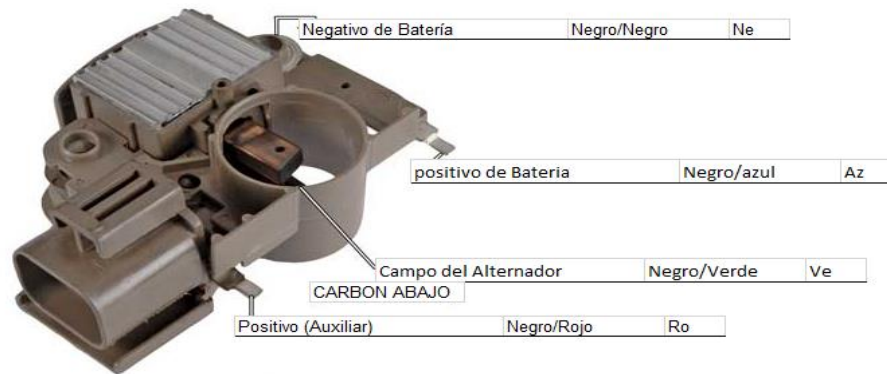 Negativo de Batería Negro/Negro Ne
positivo de Bateria Negro/azul Az
Campo del Alternador Negro/Verde Ve
CARBON ABAJO
Positivo (Auxiliar) Negro/Rojo Ro